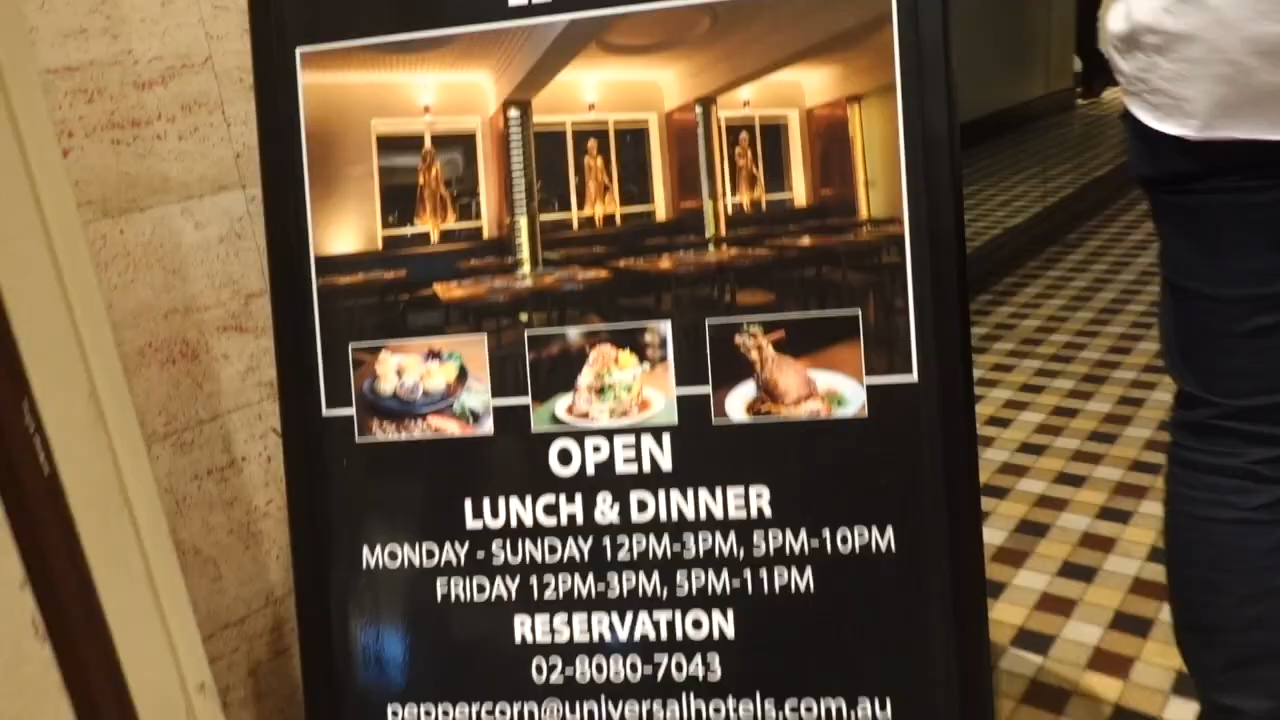 OPEN
LUNCH & DINNER
MONDAY - SUNDAY 12PM-3PM, 5PM-10PM
FRIDAY 12PM-3PM, 5PM-11PM
RESERVATION
02-8080-7043
peppercorn@universalhotels.com.au